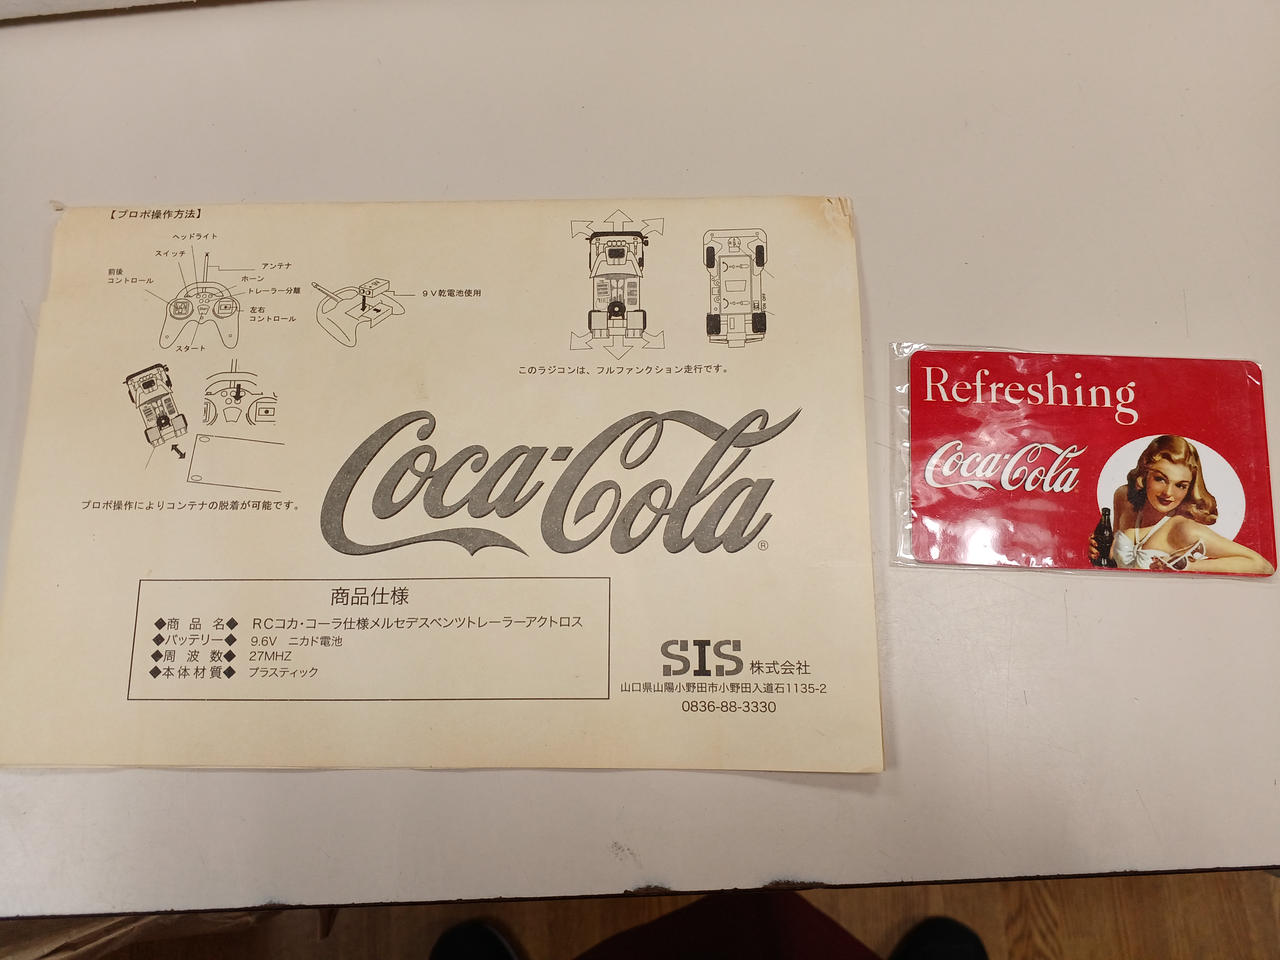 【プロポ操作方法】
ヘッドライト
スイッチ
アンテナ
前後
コントロール
ホーン
トレーラー分離
左右
コントロール
スタート
9V乾電池使用
このラジコンは、フルファンクション走行です。
プロポ操作によりコンテナの脱着が可能です。
Coca-Cola®
商品仕様
◆商品名◆ RCコカ・コーラ仕様メルセデスベンツトレーラーアクトロス
◆バッテリー◆ 9.6V ニカド電池
◆周波数◆ 27MHZ
◆本体材質◆ プラスティック
SIS 株式会社
山口県山陽小野田市小野田入道石1135-2
0836-88-3330
Refreshing
Coca-Cola